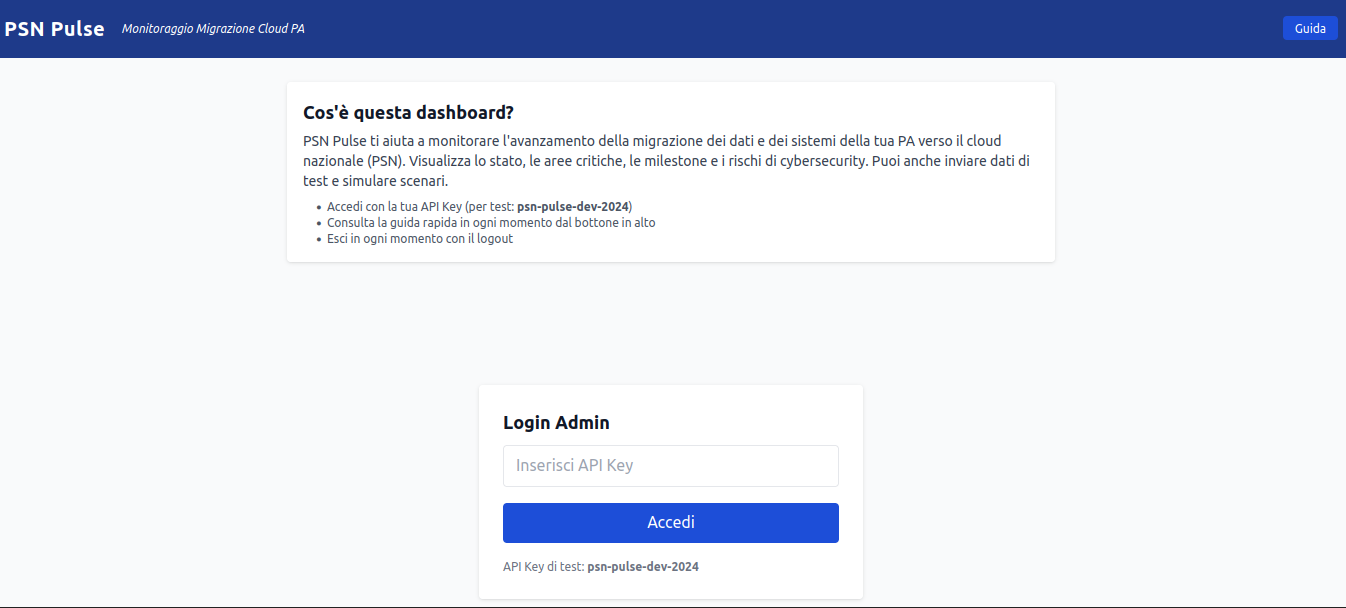 PSN Pulse Monitoraggio Migrazione Cloud PA Guida
Cos'è questa dashboard?
PSN Pulse ti aiuta a monitorare l'avanzamento della migrazione dei dati e dei sistemi della tua PA verso il cloud
nazionale (PSN). Visualizza lo stato, le aree critiche, le milestone e i rischi di cybersecurity. Puoi anche inviare dati di
test e simulare scenari.
• Accedi con la tua API Key (per test: psn-pulse-dev-2024)
• Consulta la guida rapida in ogni momento dal bottone in alto
• Esci in ogni momento con il logout
Login Admin
Inserisci API Key
Accedi
API Key di test: psn-pulse-dev-2024